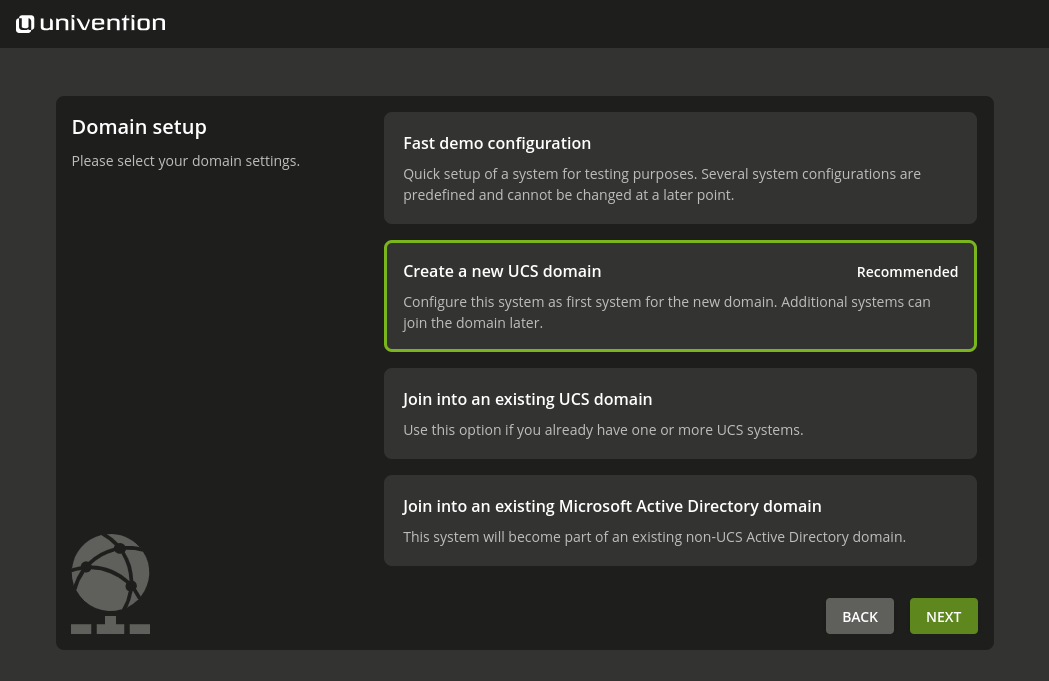 univention
Domain setup
Please select your domain settings.
Fast demo configuration
Quick setup of a system for testing purposes. Several system configurations are
predefined and cannot be changed at a later point.
Create a new UCS domain
Recommended
Configure this system as first system for the new domain. Additional systems can
join the domain later.
Join into an existing UCS domain
Use this option if you already have one or more UCS systems.
Join into an existing Microsoft Active Directory domain
This system will become part of an existing non-UCS Active Directory domain.
BACK
NEXT